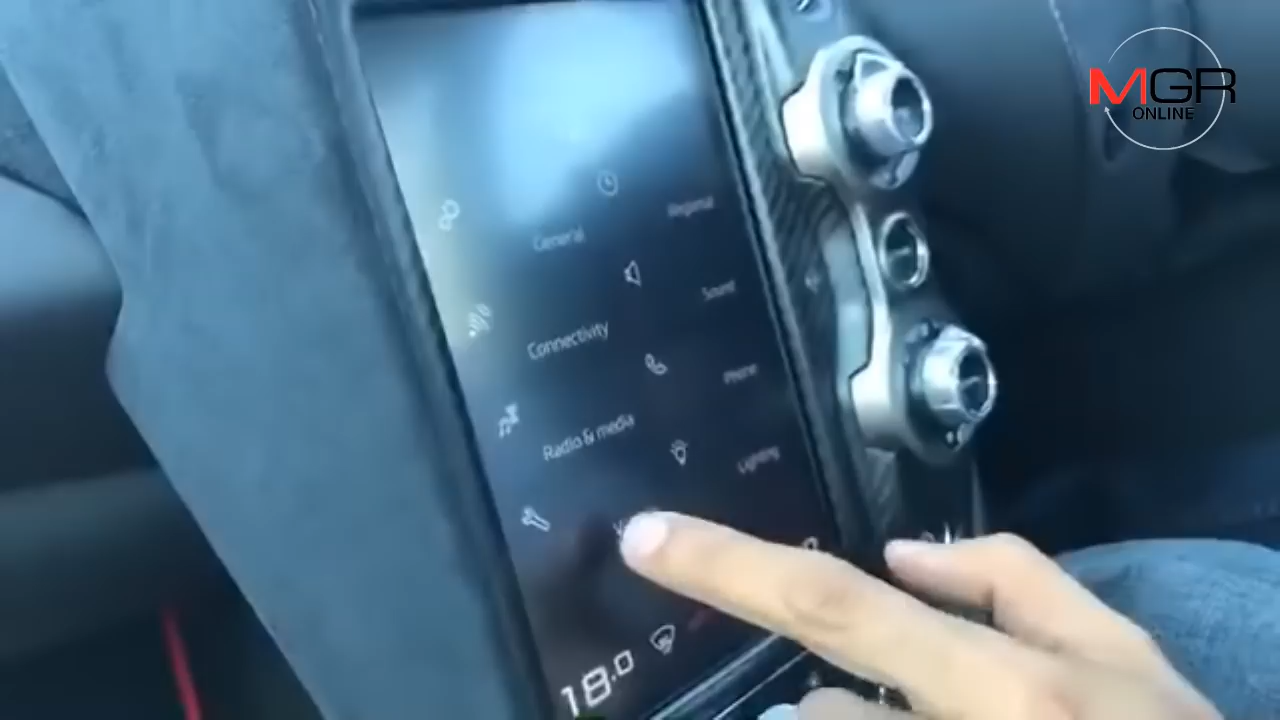 MGR
ONLINE
General
Regional
Connectivity
Sound
Radio & media
Phone
Lighting
18.0